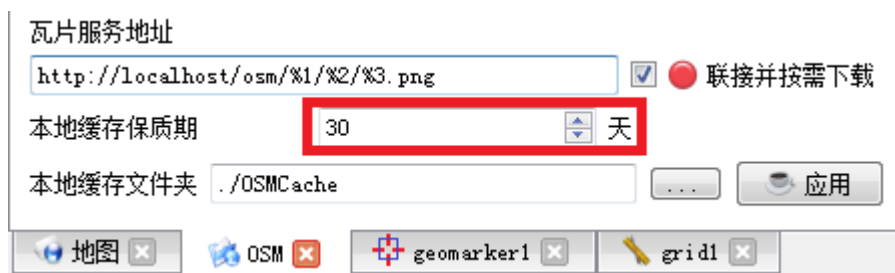 瓦片服务地址
http://localhost/osm/%1/%2/%3.png 联接并按需下载
本地缓存保质期 30 天
本地缓存文件夹 ./OSMCache ... 应用
地图 OSM geomarker1 grid1